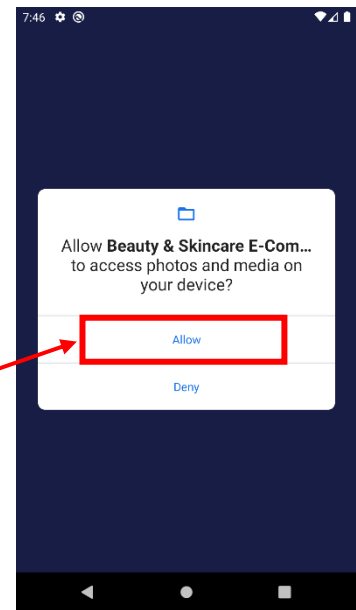 7:46
Allow Beauty & Skincare E-Com...
to access photos and media on
your device?
Allow
Deny